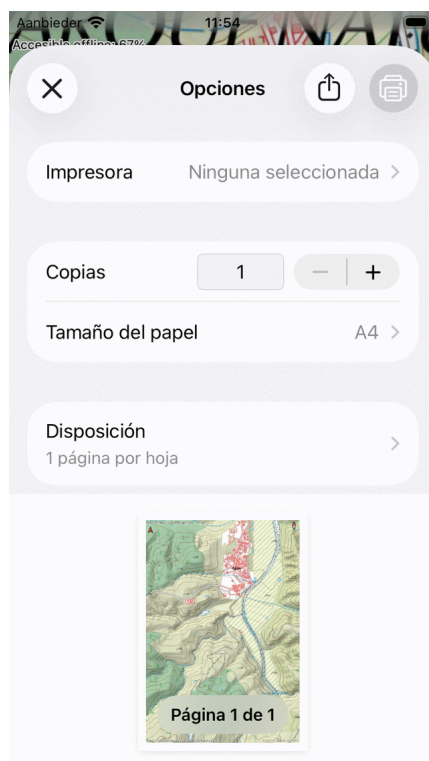 Aanbieder 11:54
Accesible offline: 67%
Opciones
Impresora Ninguna seleccionada
Copias 1 − +
Tamaño del papel A4
Disposición
1 página por hoja
Página 1 de 1